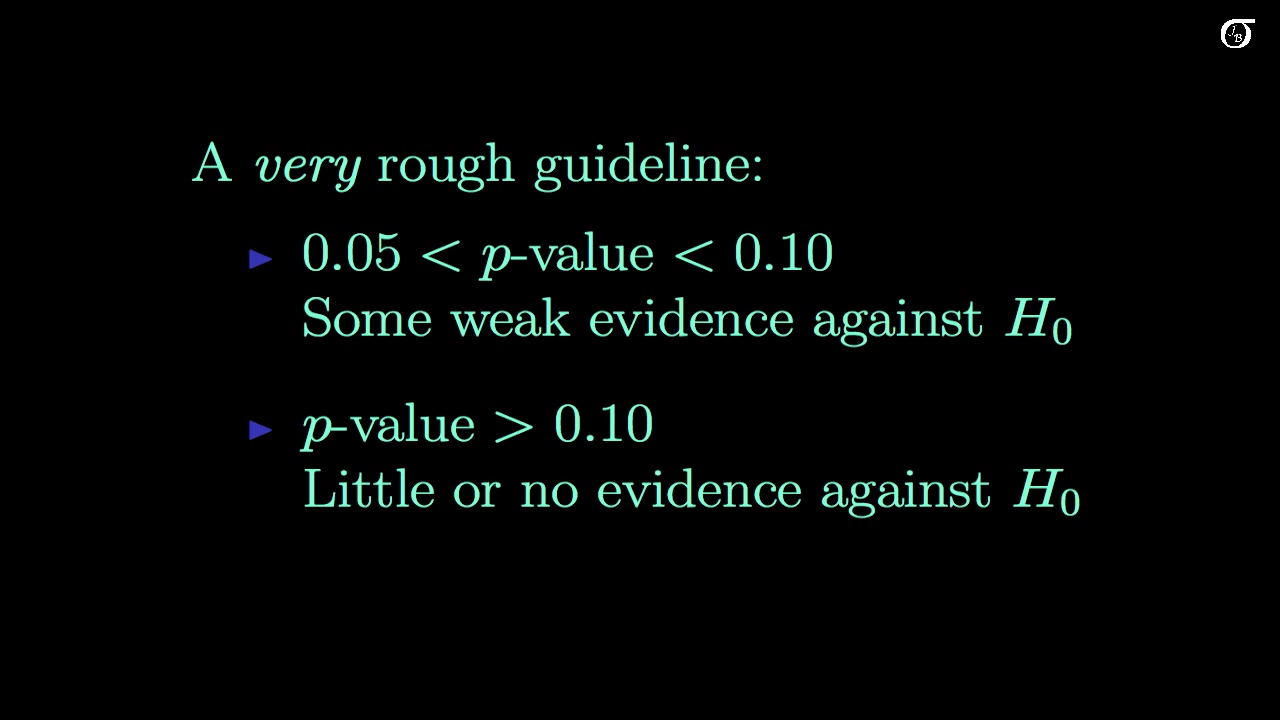 A very rough guideline:
► 0.05 < p-value < 0.10
Some weak evidence against H₀
► p-value > 0.10
Little or no evidence against H₀